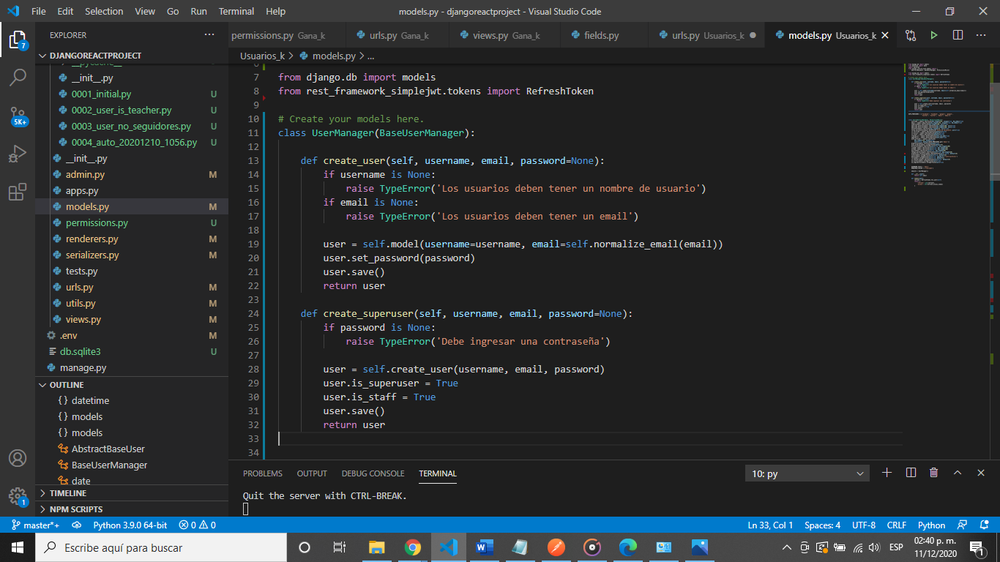 File Edit Selection View Go Run Terminal Help models.py - djangoreactproject - Visual Studio Code
EXPLORER
permissions.py Gana_k urls.py Gana_k views.py Gana_k fields.py urls.py Usuarios_k models.py Usuarios_k
DJANGOREACTPROJECT
Usuarios_k > models.py > ...
__pycache__
__init__.py
0001_initial.py U
0002_user_is_teacher.py U
0003_user_no_seguidores.py U
0004_auto_20201210_1056.py U
__init__.py
admin.py M
apps.py
models.py M
permissions.py U
renderers.py M
serializers.py M
tests.py
urls.py M
utils.py M
views.py M
.env M
db.sqlite3 U
manage.py
OUTLINE
datetime
models
models
AbstractBaseUser
BaseUserManager
date
TIMELINE
NPM SCRIPTS
6
7 from django.db import models
8 from rest_framework_simplejwt.tokens import RefreshToken
9
10 # Create your models here.
11 class UserManager(BaseUserManager):
12
13 def create_user(self, username, email, password=None):
14 if username is None:
15 raise TypeError('Los usuarios deben tener un nombre de usuario')
16 if email is None:
17 raise TypeError('Los usuarios deben tener un email')
18
19 user = self.model(username=username, email=self.normalize_email(email))
20 user.set_password(password)
21 user.save()
22 return user
23
24 def create_superuser(self, username, email, password=None):
25 if password is None:
26 raise TypeError('Debe ingresar una contraseña')
27
28 user = self.create_user(username, email, password)
29 user.is_superuser = True
30 user.is_staff = True
31 user.save()
32 return user
33
34
PROBLEMS OUTPUT DEBUG CONSOLE TERMINAL 10: py
Quit the server with CTRL-BREAK.
7
5K+
1
master*+ Python 3.9.0 64-bit 0 0 Ln 33, Col 1 Spaces: 4 UTF-8 CRLF Python
Escribe aquí para buscar
ESP
02:40 p. m.
11/12/2020
1